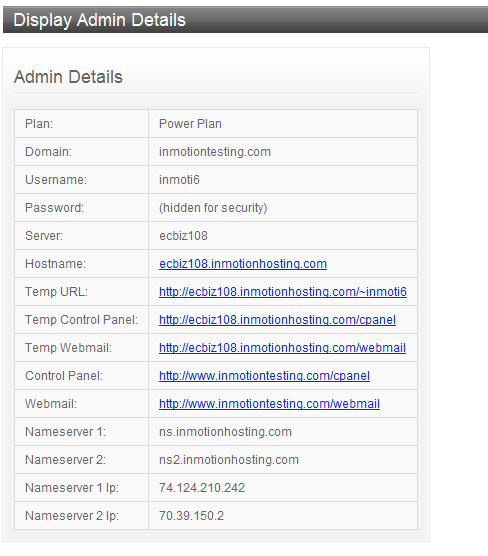 Display Admin Details
Admin Details
Plan: Power Plan
Domain: inmotiontesting.com
Username: inmoti6
Password: (hidden for security)
Server: ecbiz108
Hostname: ecbiz108.inmotionhosting.com
Temp URL: http://ecbiz108.inmotionhosting.com/~inmoti6
Temp Control Panel: http://ecbiz108.inmotionhosting.com/cpanel
Temp Webmail: http://ecbiz108.inmotionhosting.com/webmail
Control Panel: http://www.inmotiontesting.com/cpanel
Webmail: http://www.inmotiontesting.com/webmail
Nameserver 1: ns.inmotionhosting.com
Nameserver 2: ns2.inmotionhosting.com
Nameserver 1 Ip: 74.124.210.242
Nameserver 2 Ip: 70.39.150.2